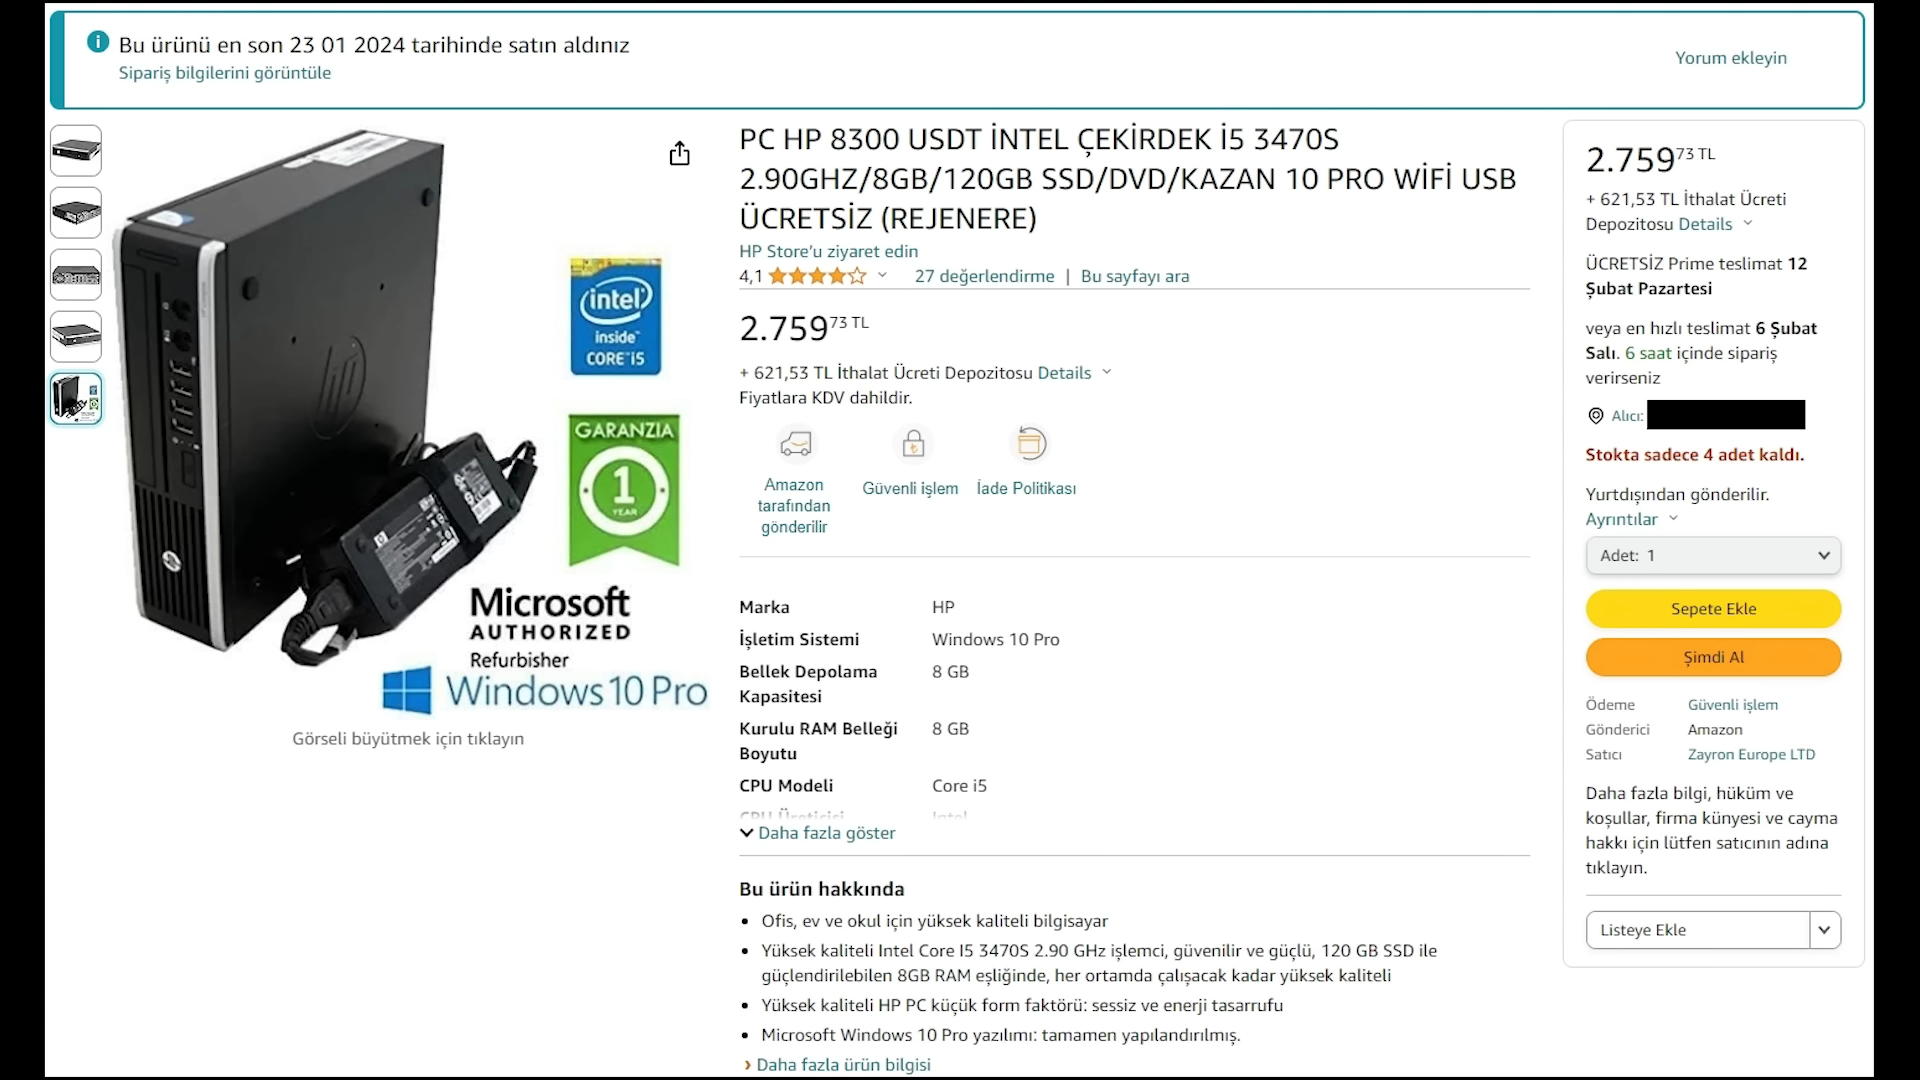 Bu ürünü en son 23 01 2024 tarihinde satın aldınız
Sipariş bilgilerini görüntüle
Yorum ekleyin
PC HP 8300 USDT İNTEL ÇEKİRDEK İ5 3470S
2.90GHZ/8GB/120GB SSD/DVD/KAZAN 10 PRO WİFİ USB
ÜCRETSİZ (REJENERE)
HP Store'u ziyaret edin
4,1
27 değerlendirme | Bu sayfayı ara
2.759 73 TL
+ 621,53 TL İthalat Ücreti Depozitosu Details
Fiyatlara KDV dahildir.
Amazon
tarafından
gönderilir
Güvenli işlem
İade Politikası
Marka HP
İşletim Sistemi Windows 10 Pro
Bellek Depolama 8 GB
Kapasitesi
Kurulu RAM Belleği 8 GB
Boyutu
CPU Modeli Core i5
CPU Üreticisi Intel
Daha fazla göster
Bu ürün hakkında
Ofis, ev ve okul için yüksek kaliteli bilgisayar
Yüksek kaliteli Intel Core I5 3470S 2.90 GHz işlemci, güvenilir ve güçlü, 120 GB SSD ile
güçlendirilebilen 8GB RAM eşliğinde, her ortamda çalışacak kadar yüksek kaliteli
Yüksek kaliteli HP PC küçük form faktörü: sessiz ve enerji tasarrufu
Microsoft Windows 10 Pro yazılımı: tamamen yapılandırılmış.
Daha fazla ürün bilgisi
intel
inside™
CORE™i5
GARANZIA
1
YEAR
hp
Microsoft
AUTHORIZED
Refurbisher
Windows 10 Pro
Görseli büyütmek için tıklayın
2.759 73 TL
+ 621,53 TL İthalat Ücreti
Depozitosu Details
ÜCRETSİZ Prime teslimat 12
Şubat Pazartesi
veya en hızlı teslimat 6 Şubat
Salı. 6 saat içinde sipariş
verirseniz
Alıcı:
Stokta sadece 4 adet kaldı.
Yurtdışından gönderilir.
Ayrıntılar
Adet: 1
Sepete Ekle
Şimdi Al
Ödeme Güvenli işlem
Gönderici Amazon
Satıcı Zayron Europe LTD
Daha fazla bilgi, hüküm ve
koşullar, firma künyesi ve cayma
hakkı için lütfen satıcının adına
tıklayın.
Listeye Ekle